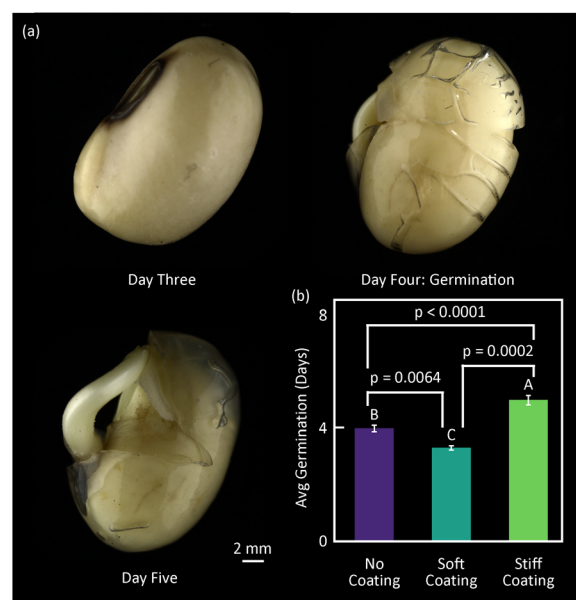 (a)
Day Three
Day Four: Germination
Day Five
2 mm
(b)
Avg Germination (Days)
8
4
0
p < 0.0001
p = 0.0002
p = 0.0064
B
C
A
No
Coating
Soft
Coating
Stiff
Coating